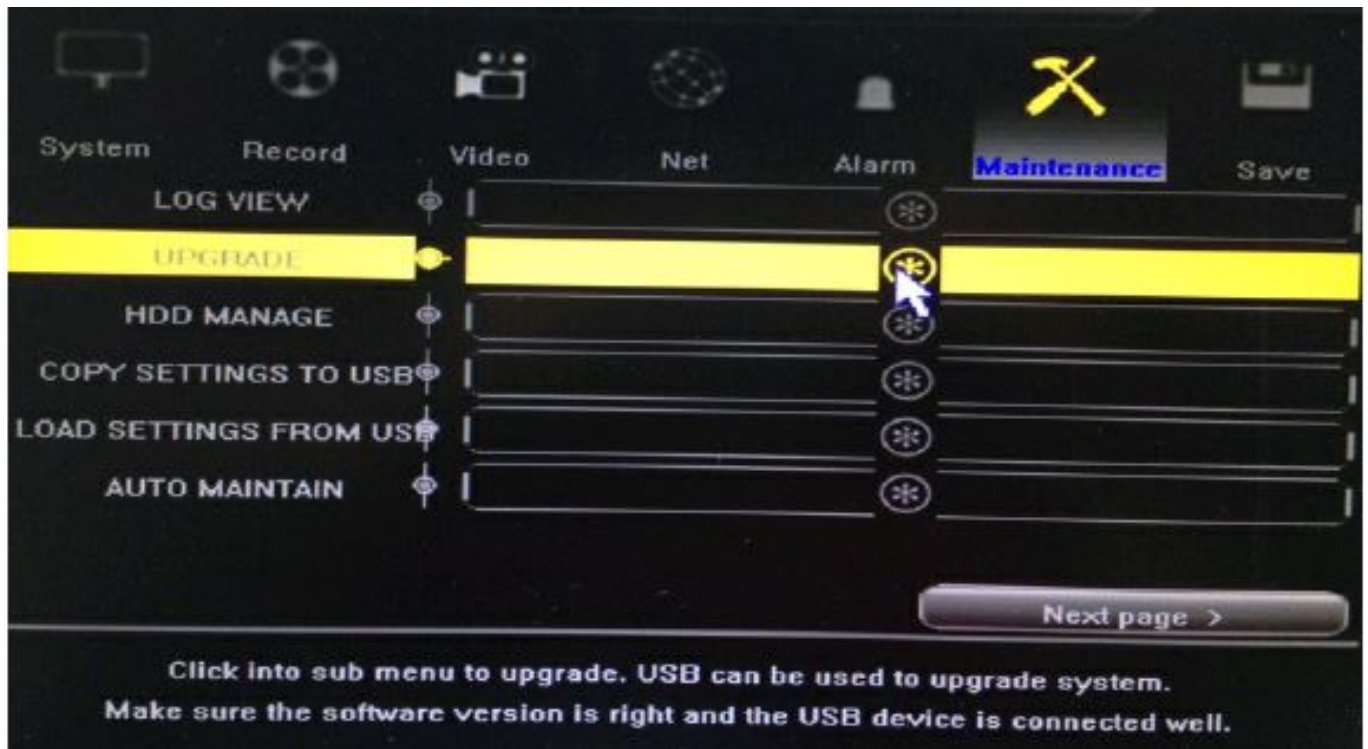 System Record Video Net Alarm Maintenance Save
LOG VIEW
UPGRADE
HDD MANAGE
COPY SETTINGS TO USB
LOAD SETTINGS FROM USB
AUTO MAINTAIN
Next page >
Click into sub menu to upgrade. USB can be used to upgrade system.
Make sure the software version is right and the USB device is connected well.